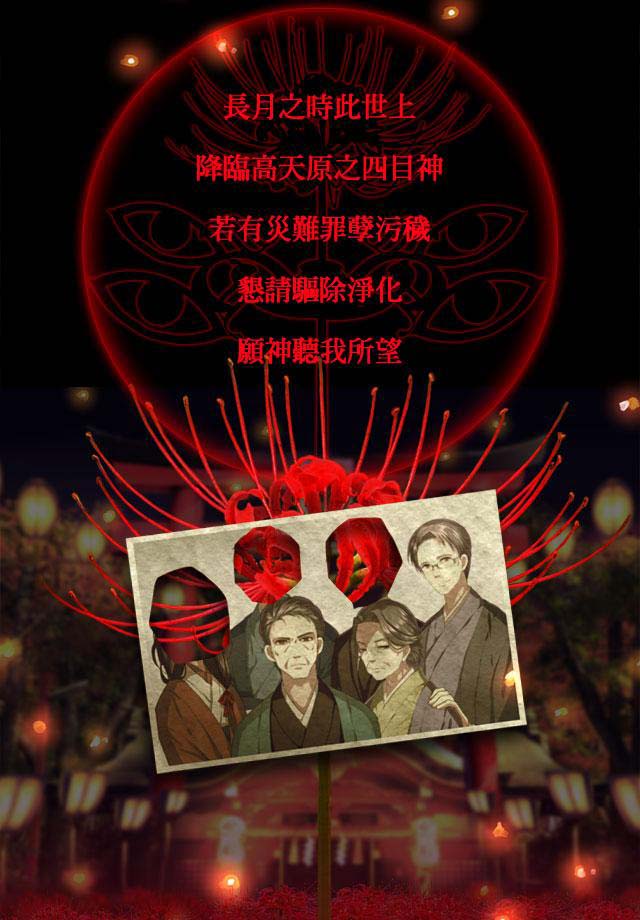 長月之時此世上
降臨高天原之四目神
若有災難罪孽污穢
懇請驅除淨化
願神聽我所望